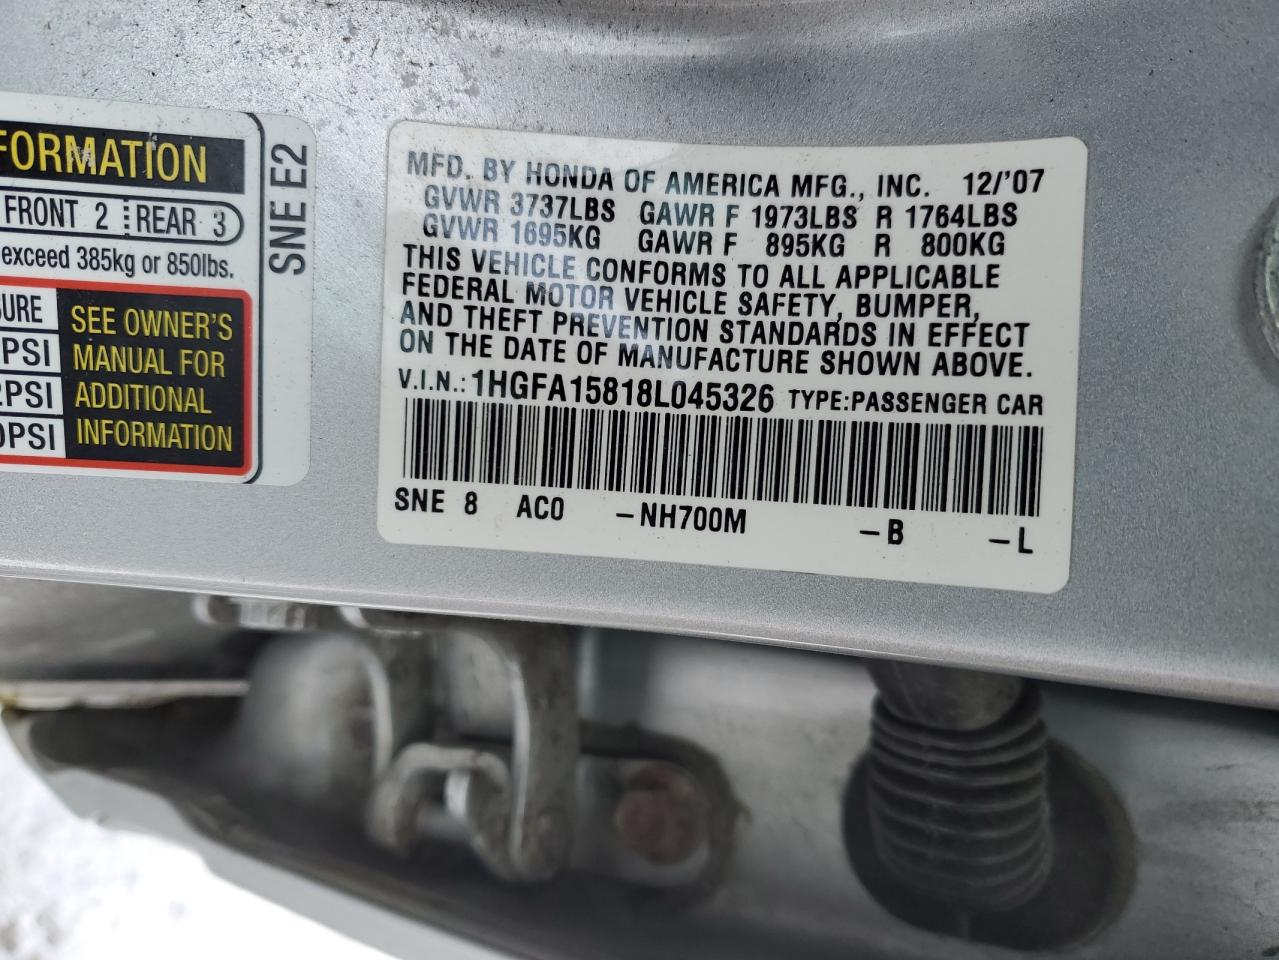 FORMATION
FRONT 2 REAR 3
exceed 385kg or 850lbs.
SEE OWNER'S
MANUAL FOR
ADDITIONAL
INFORMATION
PSI
PSI
PSI
SNE E2
MFD. BY HONDA OF AMERICA MFG., INC. 12/'07
GVWR 3737LBS GAWR F 1973LBS R 1764LBS
GVWR 1695KG GAWR F 895KG R 800KG
THIS VEHICLE CONFORMS TO ALL APPLICABLE
FEDERAL MOTOR VEHICLE SAFETY, BUMPER,
AND THEFT PREVENTION STANDARDS IN EFFECT
ON THE DATE OF MANUFACTURE SHOWN ABOVE.
V.I.N.: 1HGFA15818L045326 TYPE:PASSENGER CAR
SNE 8 AC0 -NH700M -B -L